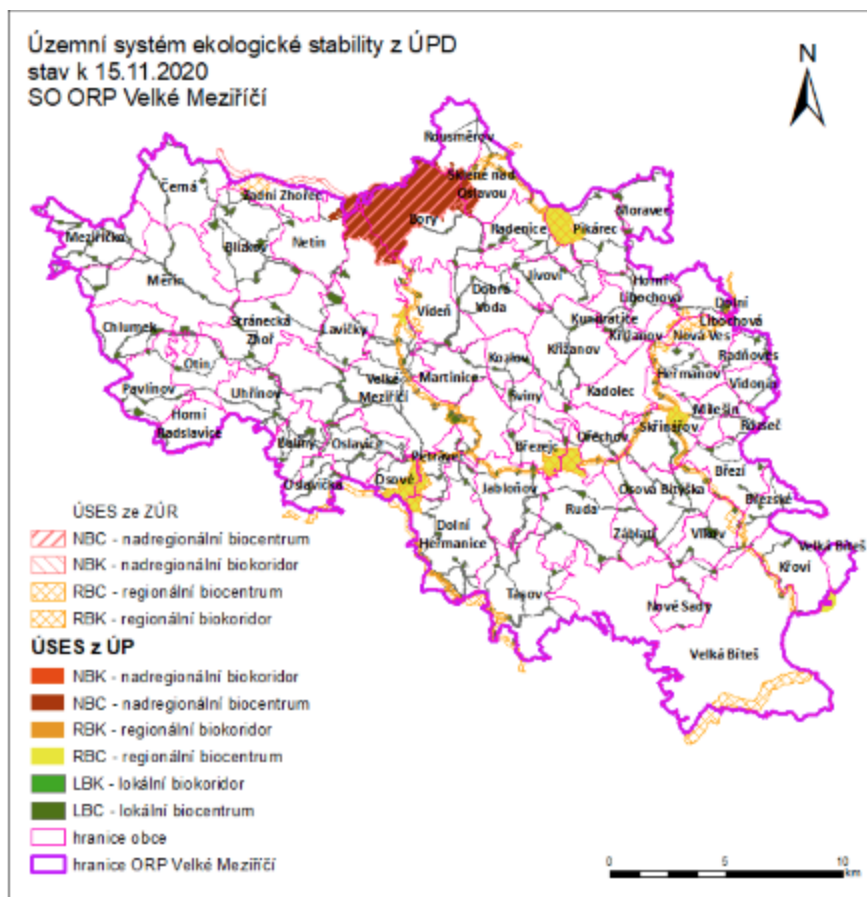 Územní systém ekologické stability z ÚPD
stav k 15.11.2020
SO ORP Velké Meziříčí
N
Rousměrov
Sklené nad
Oslavou
Černá
Zadní Zhořec
Bory
Moravec
Radenice
Pikárec
Meziříčko
Netín
Blízkov
Jívoví
Horní
Libochová
Měřín
Dobrá
Voda
Vídeň
Dolní
Libochová
Kundratice
Stránecká
Zhoř
Lavičky
Chlumek
Křižanov
Nová Ves
Radňoves
Otín
Kozlov
Heřmanov
Vidonín
Martinice
Velké
Meziříčí
Pavlínov
Uhřínov
Kadolec
Sviny
Milešín
Horní
Radslavice
Skřinářov
Rozseč
Baliny
Oslavice
Březejc
Ořechov
Petráveč
Březí
Osové
Oslavička
Jabloňov
Osová Bítýška
Březské
Ruda
Dolní
Heřmanice
Záblatí
Vlkov
Velká Bíteš
Křoví
Tasov
Nové Sady
Velká Bíteš
ÚSES ze ZÚR
NBC - nadregionální biocentrum
NBK - nadregionální biokoridor
RBC - regionální biocentrum
RBK - regionální biokoridor
ÚSES z ÚP
NBK - nadregionální biokoridor
NBC - nadregionální biocentrum
RBK - regionální biokoridor
RBC - regionální biocentrum
LBK - lokální biokoridor
LBC - lokální biocentrum
hranice obce
hranice ORP Velké Meziříčí
0 5 10
km